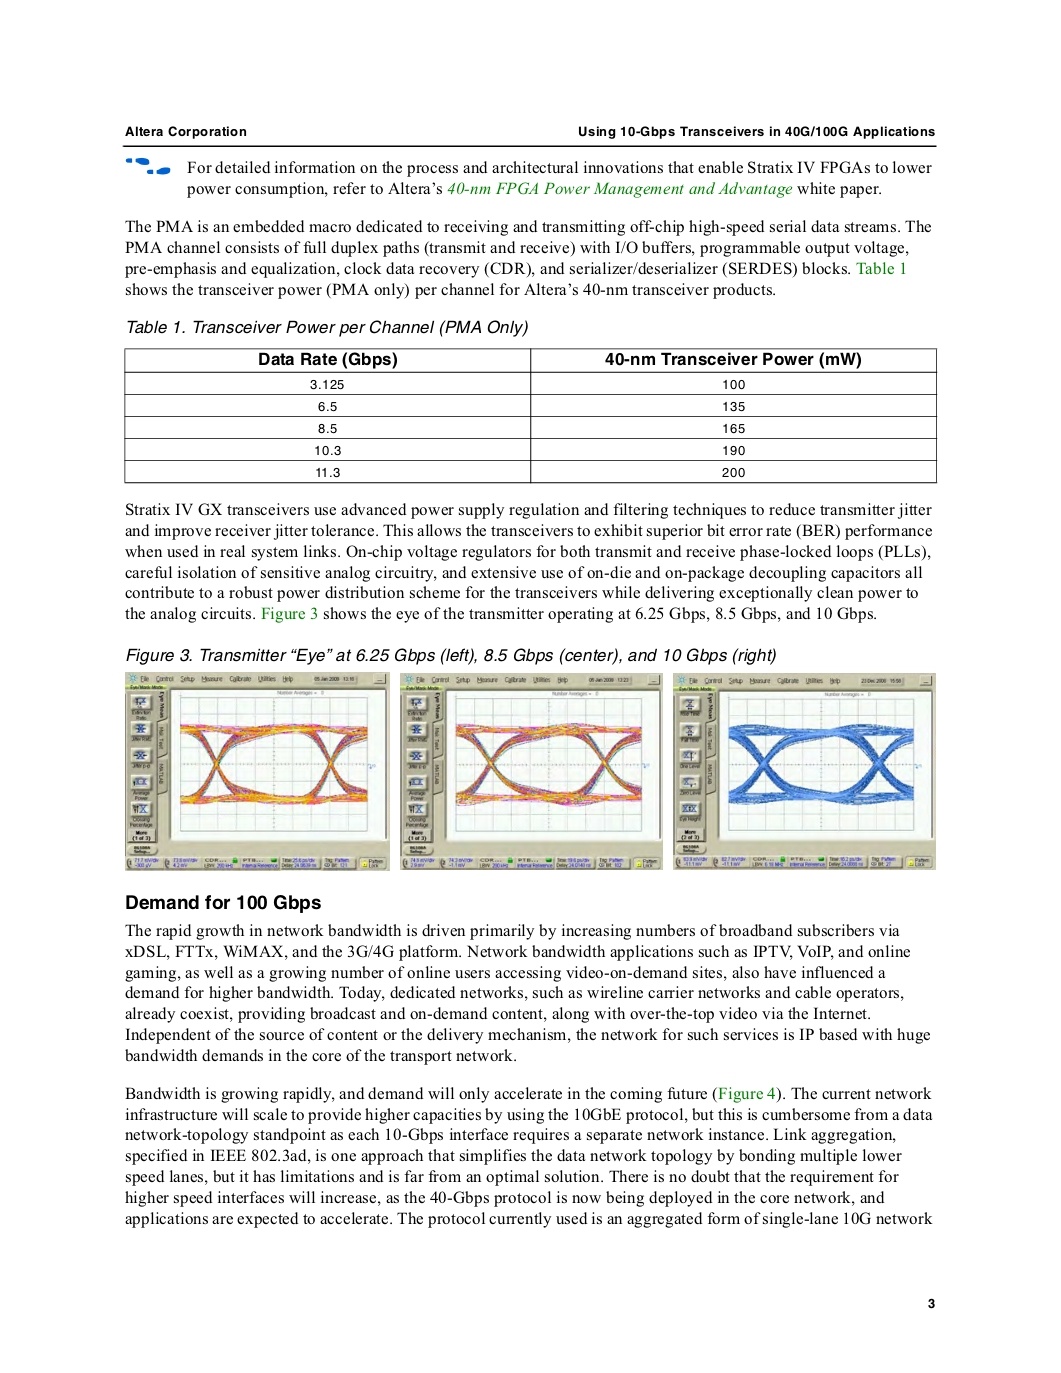 Altera Corporation
Using 10-Gbps Transceivers in 40G/100G Applications
For detailed information on the process and architectural innovations that enable Stratix IV FPGAs to lower
power consumption, refer to Altera's 40-nm FPGA Power Management and Advantage white paper.
The PMA is an embedded macro dedicated to receiving and transmitting off-chip high-speed serial data streams. The
PMA channel consists of full duplex paths (transmit and receive) with I/O buffers, programmable output voltage,
pre-emphasis and equalization, clock data recovery (CDR), and serializer/deserializer (SERDES) blocks. Table 1
shows the transceiver power (PMA only) per channel for Altera's 40-nm transceiver products.
Table 1. Transceiver Power per Channel (PMA Only)
Data Rate (Gbps) 40-nm Transceiver Power (mW)
3.125 100
6.5 135
8.5 165
10.3 190
11.3 200
Stratix IV GX transceivers use advanced power supply regulation and filtering techniques to reduce transmitter jitter
and improve receiver jitter tolerance. This allows the transceivers to exhibit superior bit error rate (BER) performance
when used in real system links. On-chip voltage regulators for both transmit and receive phase-locked loops (PLLs),
careful isolation of sensitive analog circuitry, and extensive use of on-die and on-package decoupling capacitors all
contribute to a robust power distribution scheme for the transceivers while delivering exceptionally clean power to
the analog circuits. Figure 3 shows the eye of the transmitter operating at 6.25 Gbps, 8.5 Gbps, and 10 Gbps.
Figure 3. Transmitter “Eye” at 6.25 Gbps (left), 8.5 Gbps (center), and 10 Gbps (right)
File Control Setup Measure Calibrate Utilities Help
File Control Setup Measure Calibrate Utilities Help
File Control Setup Measure Calibrate Utilities Help
Demand for 100 Gbps
The rapid growth in network bandwidth is driven primarily by increasing numbers of broadband subscribers via
xDSL, FTTx, WiMAX, and the 3G/4G platform. Network bandwidth applications such as IPTV, VoIP, and online
gaming, as well as a growing number of online users accessing video-on-demand sites, also have influenced a
demand for higher bandwidth. Today, dedicated networks, such as wireline carrier networks and cable operators,
already coexist, providing broadcast and on-demand content, along with over-the-top video via the Internet.
Independent of the source of content or the delivery mechanism, the network for such services is IP based with huge
bandwidth demands in the core of the transport network.
Bandwidth is growing rapidly, and demand will only accelerate in the coming future (Figure 4). The current network
infrastructure will scale to provide higher capacities by using the 10GbE protocol, but this is cumbersome from a data
network-topology standpoint as each 10-Gbps interface requires a separate network instance. Link aggregation,
specified in IEEE 802.3ad, is one approach that simplifies the data network topology by bonding multiple lower
speed lanes, but it has limitations and is far from an optimal solution. There is no doubt that the requirement for
higher speed interfaces will increase, as the 40-Gbps protocol is now being deployed in the core network, and
applications are expected to accelerate. The protocol currently used is an aggregated form of single-lane 10G network
3